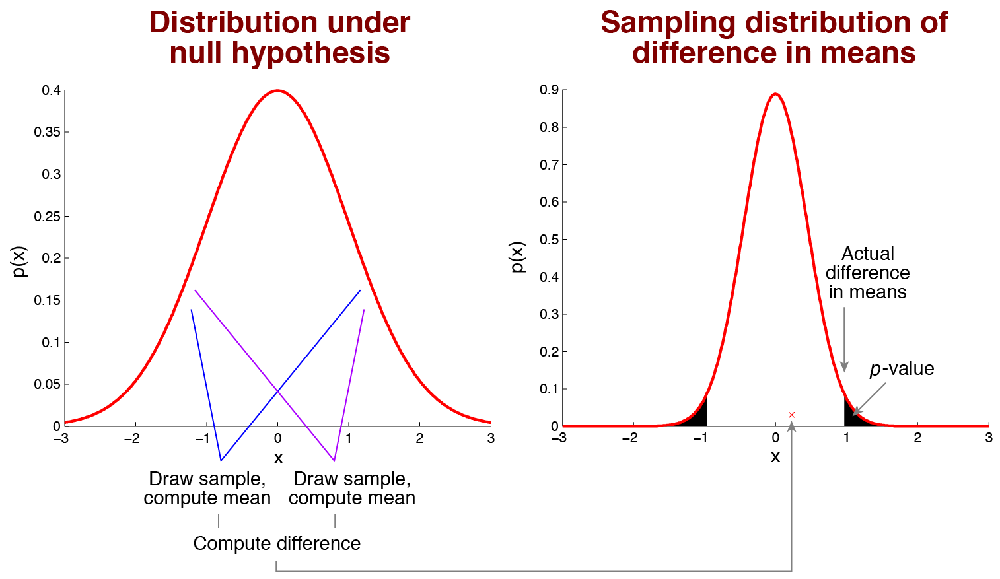 Distribution under
null hypothesis
0.4
0.35
0.3
0.25
0.2
0.15
0.1
0.05
0
p(x)
−3
−2
−1
0
1
2
3
x
Draw sample,
compute mean
Draw sample,
compute mean
Compute difference
Sampling distribution of
difference in means
0.9
0.8
0.7
0.6
0.5
0.4
0.3
0.2
0.1
0
p(x)
Actual
difference
in means
p-value
−3
−2
−1
0
1
2
3
x